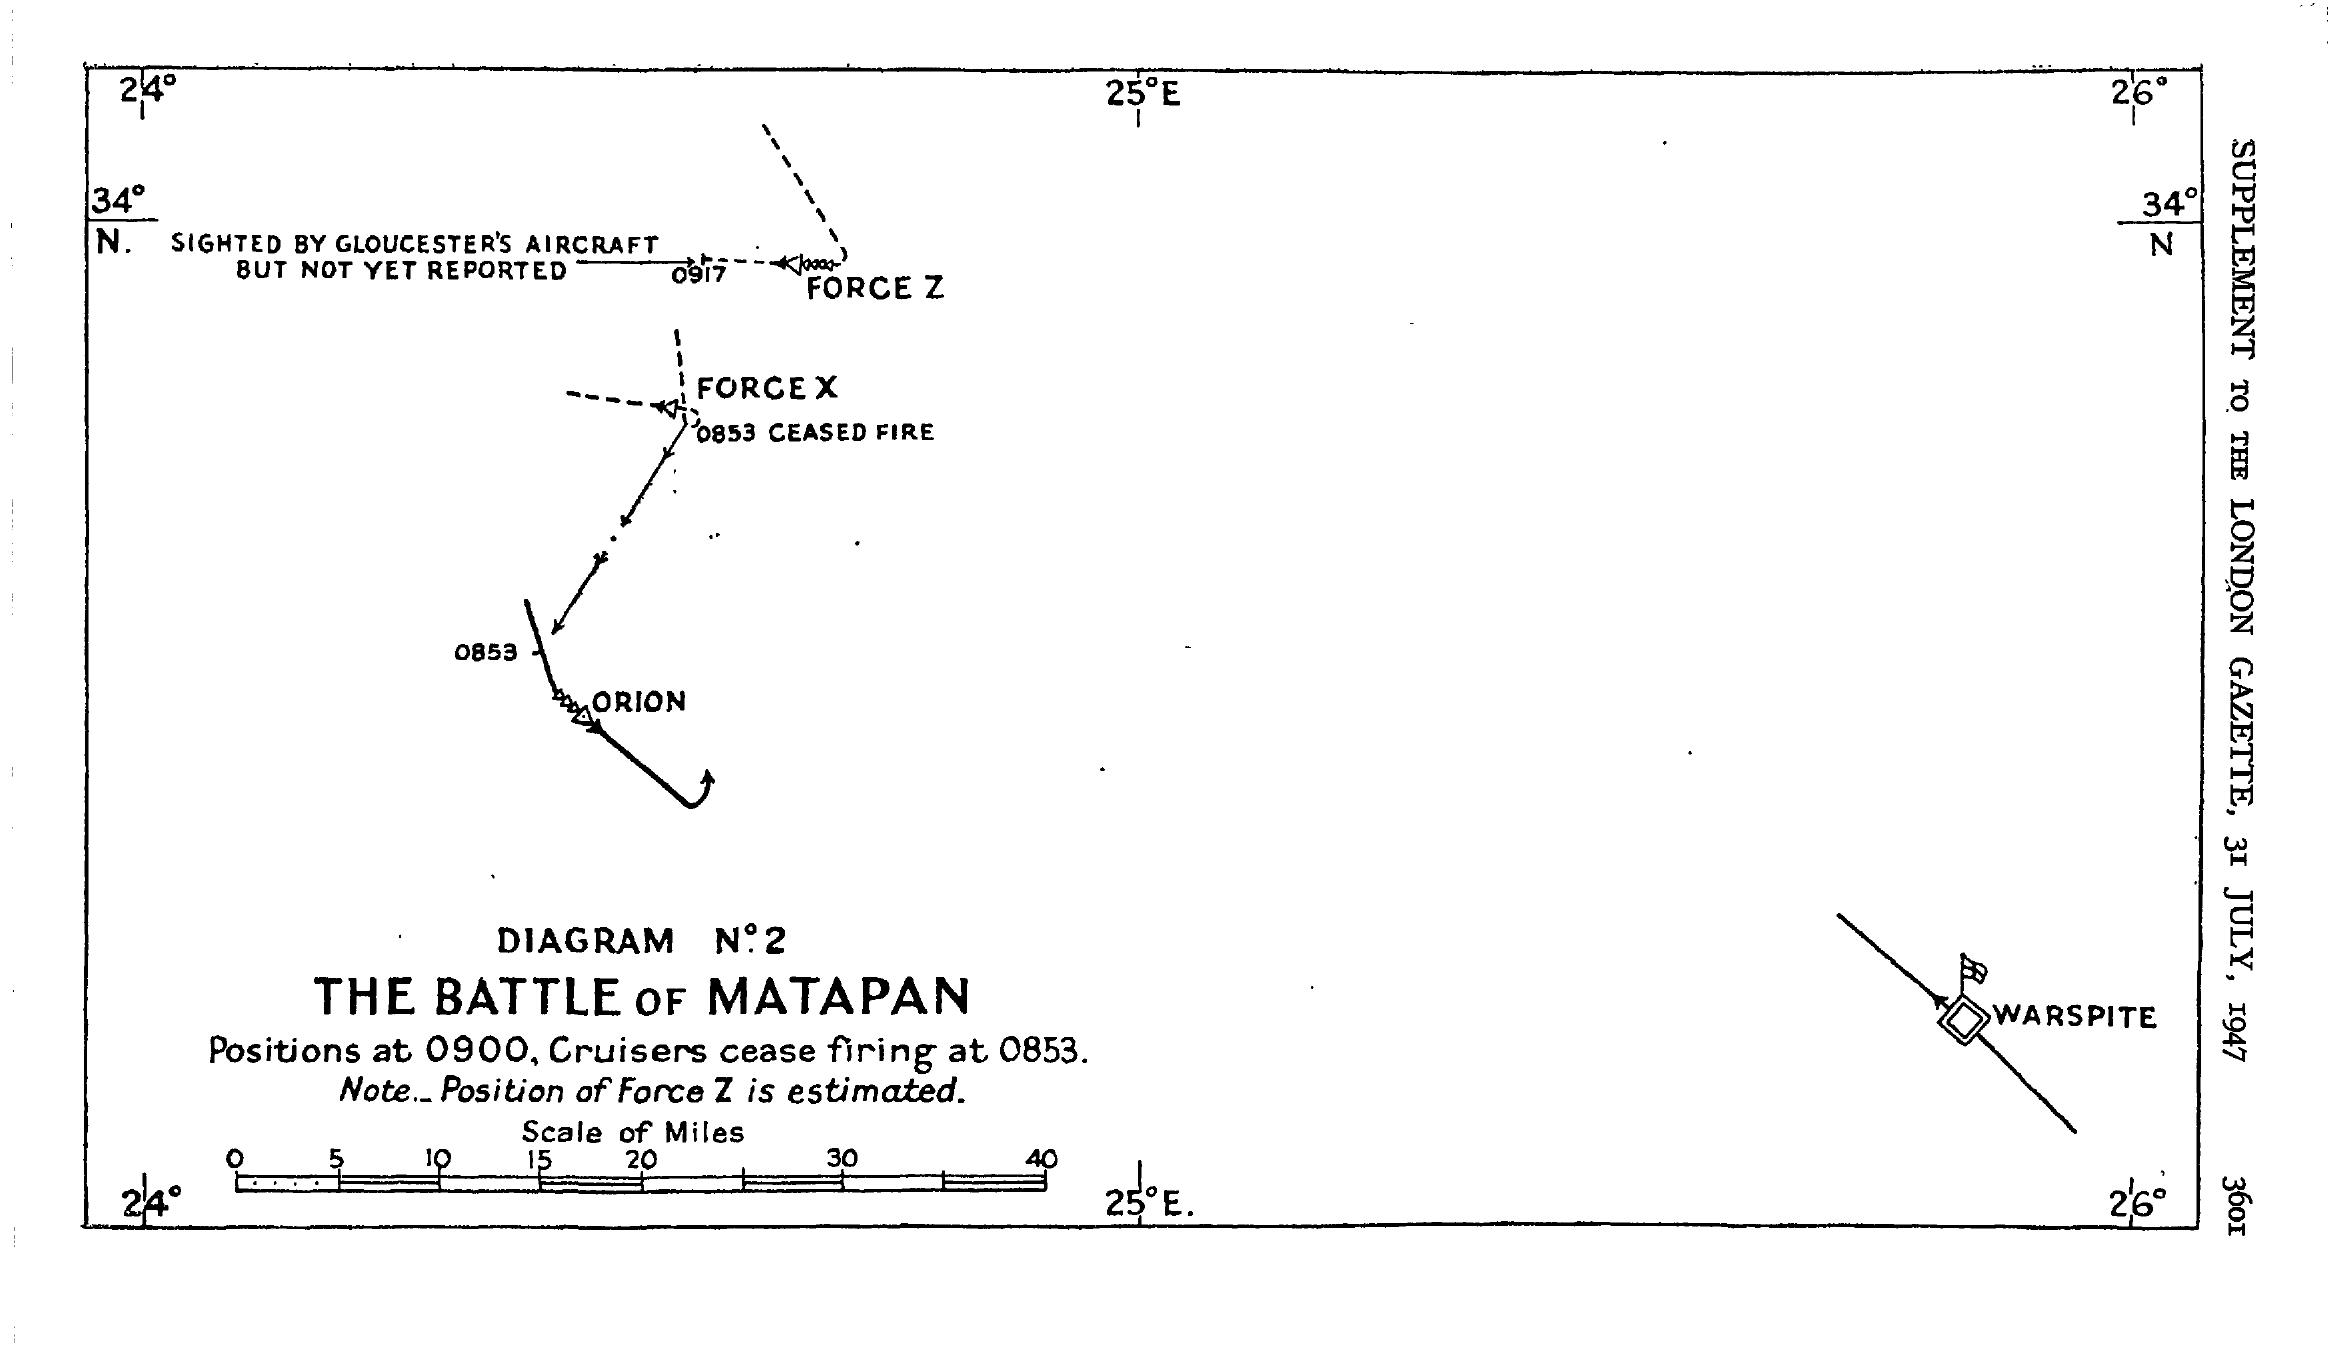 24°
25°E
26°
34°
N.
34°
N
SIGHTED BY GLOUCESTER'S AIRCRAFT
BUT NOT YET REPORTED
0917
FORCE Z
FORCE X
0853 CEASED FIRE
0853
ORION
DIAGRAM Nº. 2
THE BATTLE OF MATAPAN
Positions at 0900, Cruisers cease firing at 0853.
Note._ Position of Force Z is estimated.
Scale of Miles
0 5 10 15 20 30 40
WARSPITE
24°
25°E.
26°
SUPPLEMENT TO THE LONDON GAZETTE, 31 JULY, 1947
3601